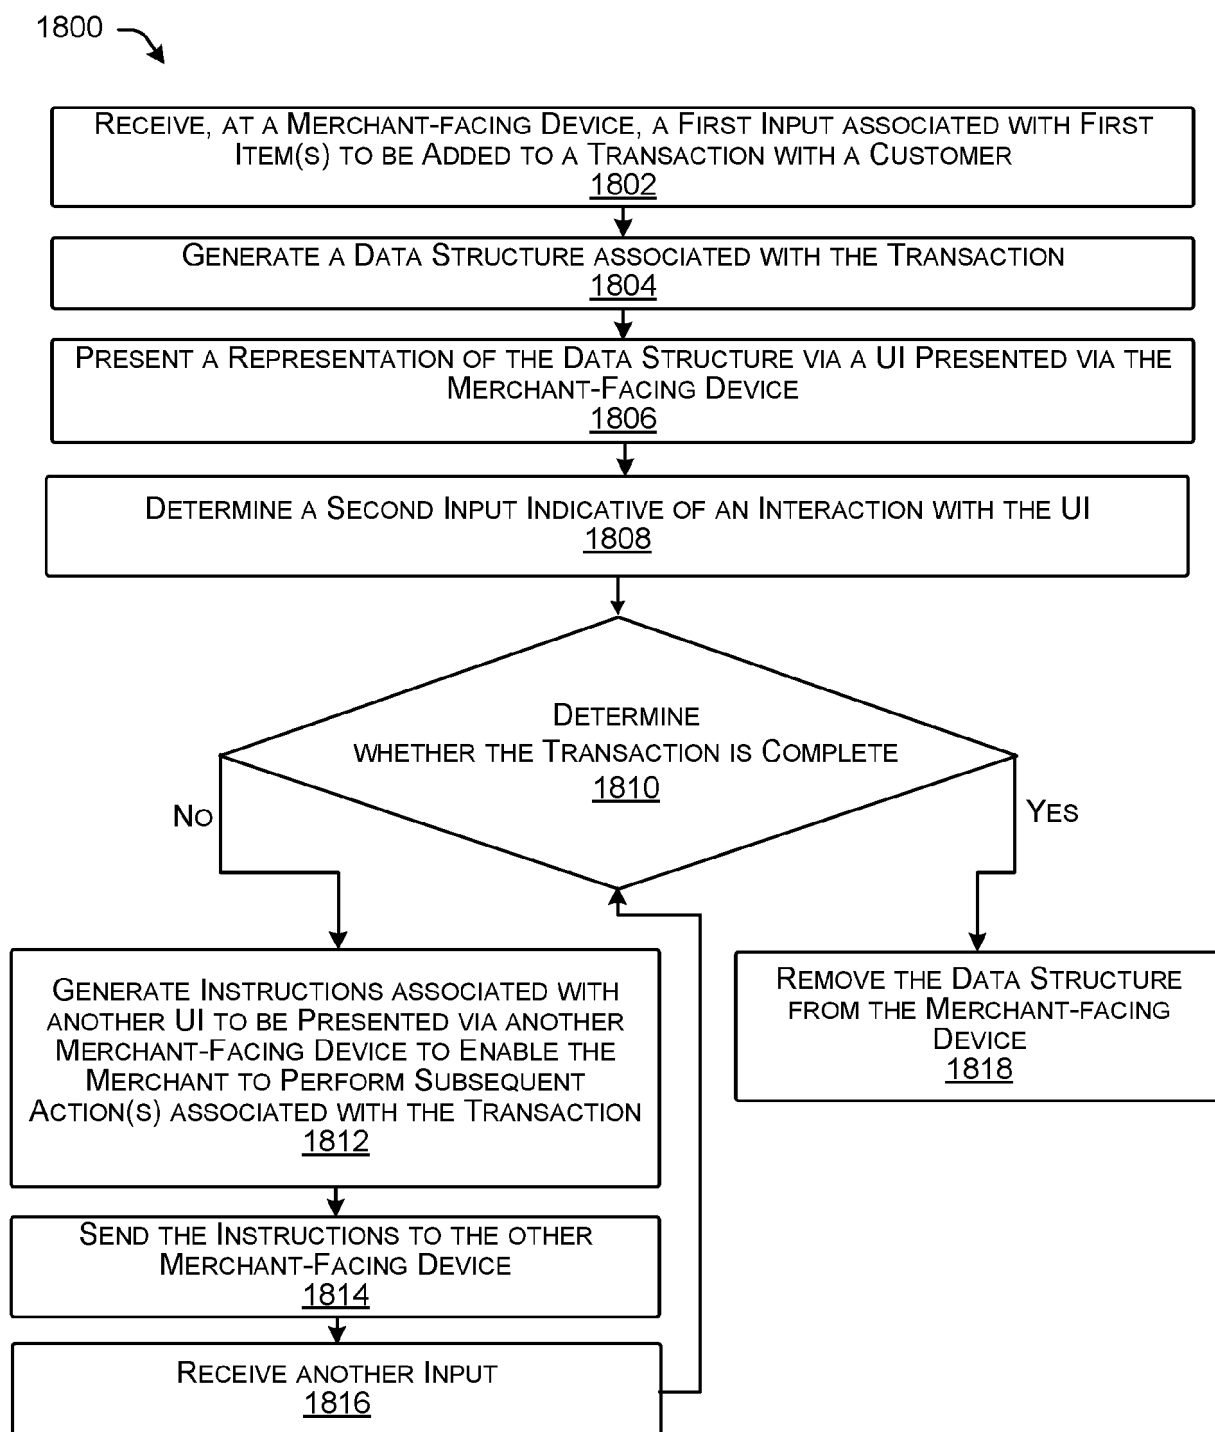 1800
RECEIVE, AT A MERCHANT-FACING DEVICE, A FIRST INPUT ASSOCIATED WITH FIRST
ITEM(S) TO BE ADDED TO A TRANSACTION WITH A CUSTOMER
1802
GENERATE A DATA STRUCTURE ASSOCIATED WITH THE TRANSACTION
1804
PRESENT A REPRESENTATION OF THE DATA STRUCTURE VIA A UI PRESENTED VIA THE
MERCHANT-FACING DEVICE
1806
DETERMINE A SECOND INPUT INDICATIVE OF AN INTERACTION WITH THE UI
1808
DETERMINE
WHETHER THE TRANSACTION IS COMPLETE
1810
NO
YES
GENERATE INSTRUCTIONS ASSOCIATED WITH
ANOTHER UI TO BE PRESENTED VIA ANOTHER
MERCHANT-FACING DEVICE TO ENABLE THE
MERCHANT TO PERFORM SUBSEQUENT
ACTION(S) ASSOCIATED WITH THE TRANSACTION
1812
SEND THE INSTRUCTIONS TO THE OTHER
MERCHANT-FACING DEVICE
1814
RECEIVE ANOTHER INPUT
1816
REMOVE THE DATA STRUCTURE
FROM THE MERCHANT-FACING
DEVICE
1818